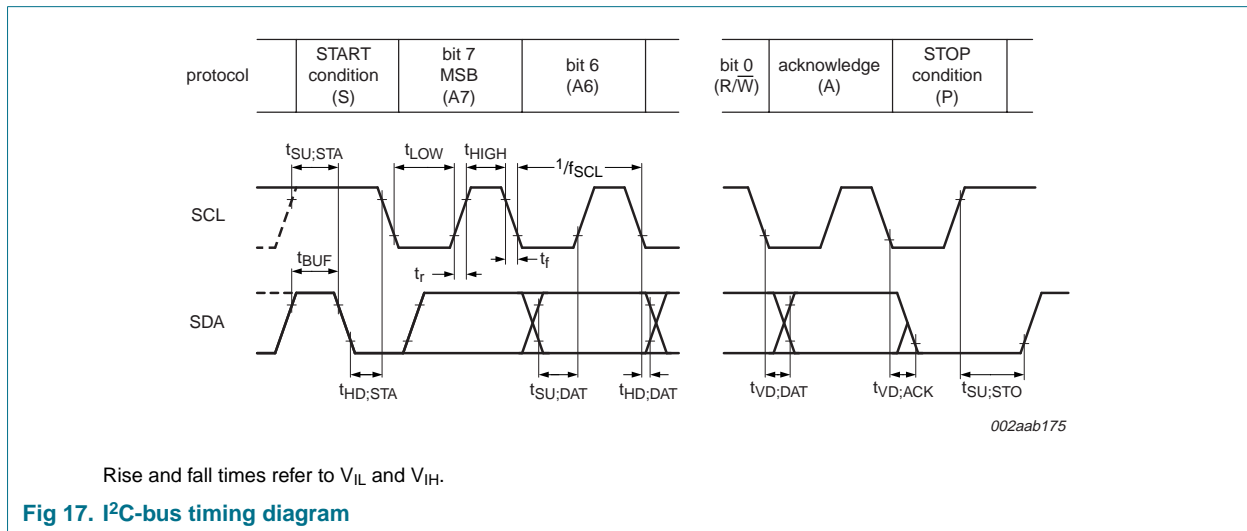 protocol
START
condition
(S)
bit 7
MSB
(A7)
bit 6
(A6)
bit 0
(R/W̅)
acknowledge
(A)
STOP
condition
(P)
tSU;STA
tLOW
tHIGH
1/fSCL
SCL
tBUF
tr
tf
SDA
tHD;STA
tSU;DAT
tHD;DAT
tVD;DAT
tVD;ACK
tSU;STO
002aab175
Rise and fall times refer to VIL and VIH.
Fig 17. I²C-bus timing diagram